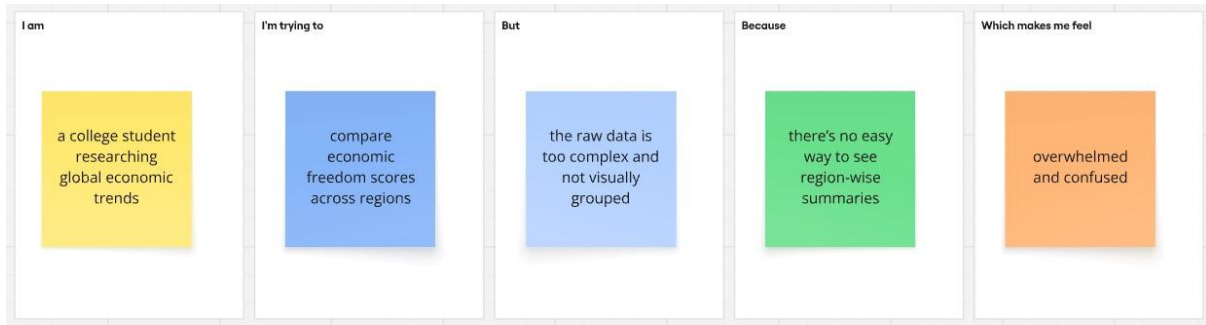 I am
a college student
researching
global economic
trends
I'm trying to
compare
economic
freedom scores
across regions
But
the raw data is
too complex and
not visually
grouped
Because
there's no easy
way to see
region-wise
summaries
Which makes me feel
overwhelmed
and confused